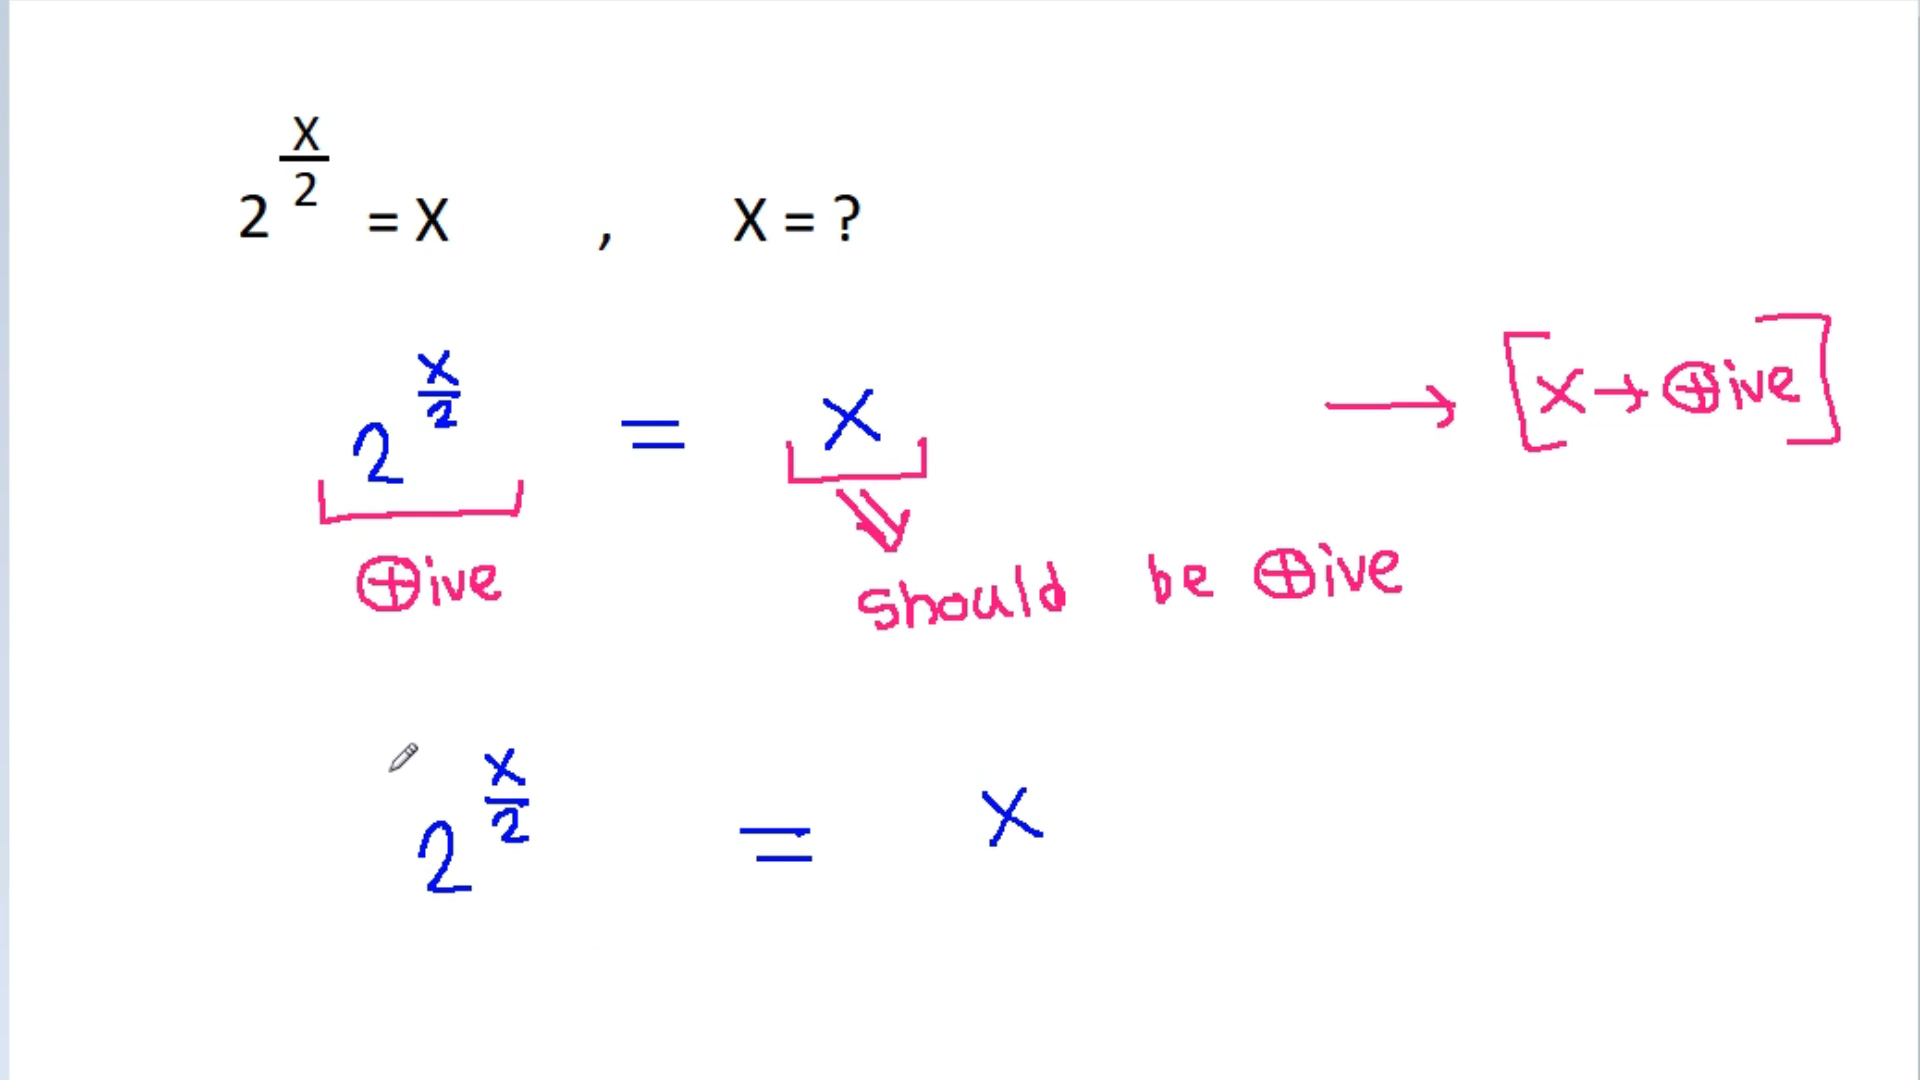 2^(X/2) = X , X = ?
2^(x/2) = x → [x → ⊕ive]
⊕ive should be ⊕ive
2^(x/2) = x